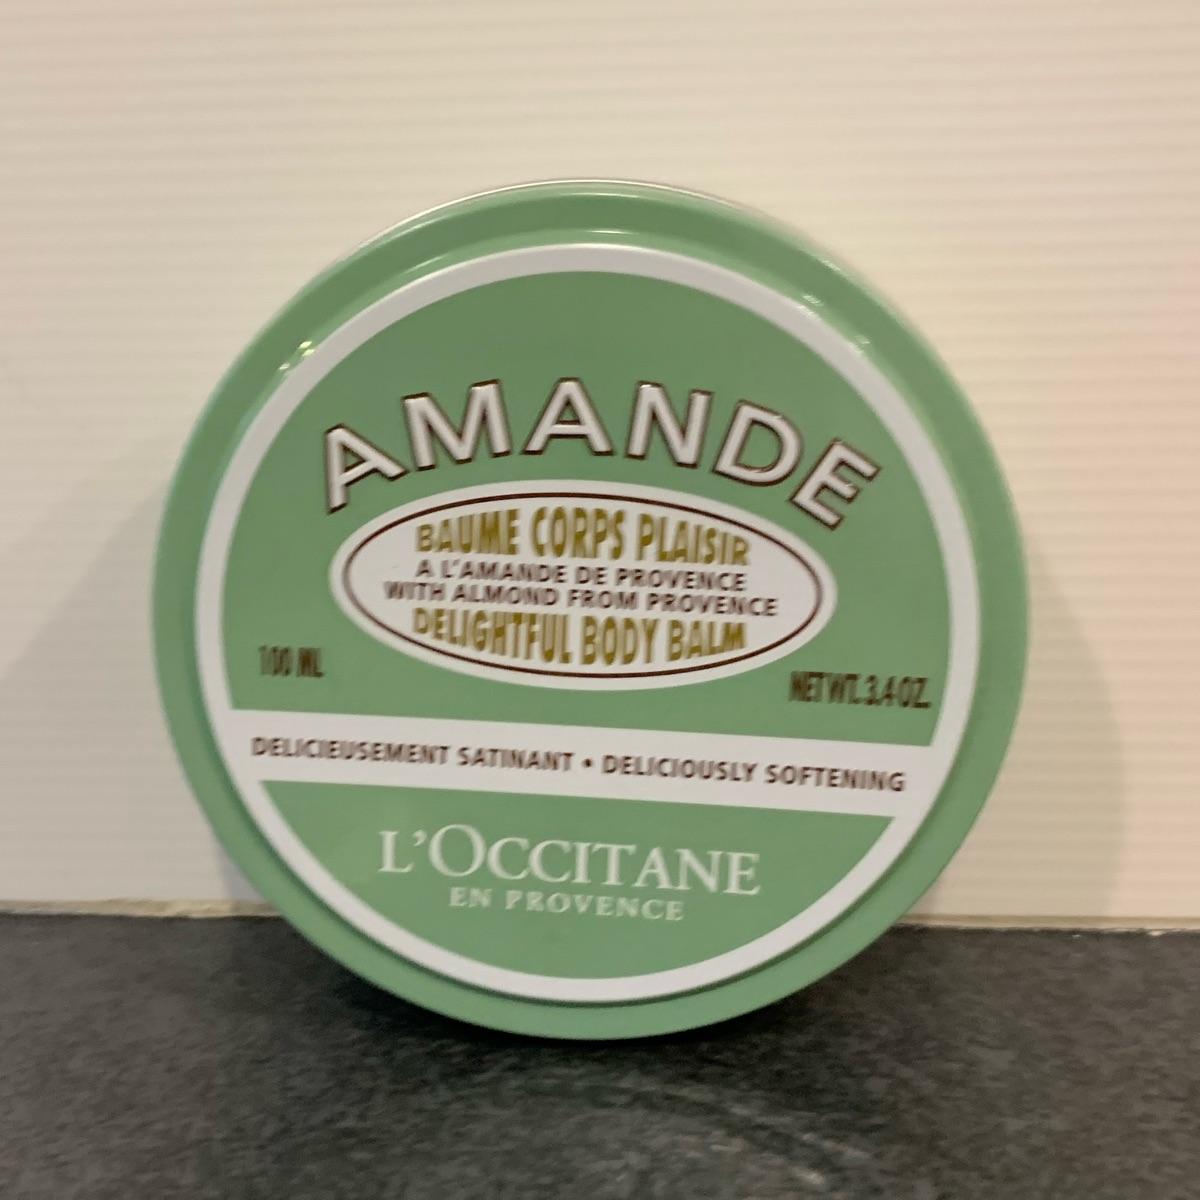 AMANDE
BAUME CORPS PLAISIR
A L'AMANDE DE PROVENCE
WITH ALMOND FROM PROVENCE
DELIGHTFUL BODY BALM
100 ML
NET WT. 3.4 OZ.
DELICIEUSEMENT SATINANT • DELICIOUSLY SOFTENING
L'OCCITANE
EN PROVENCE